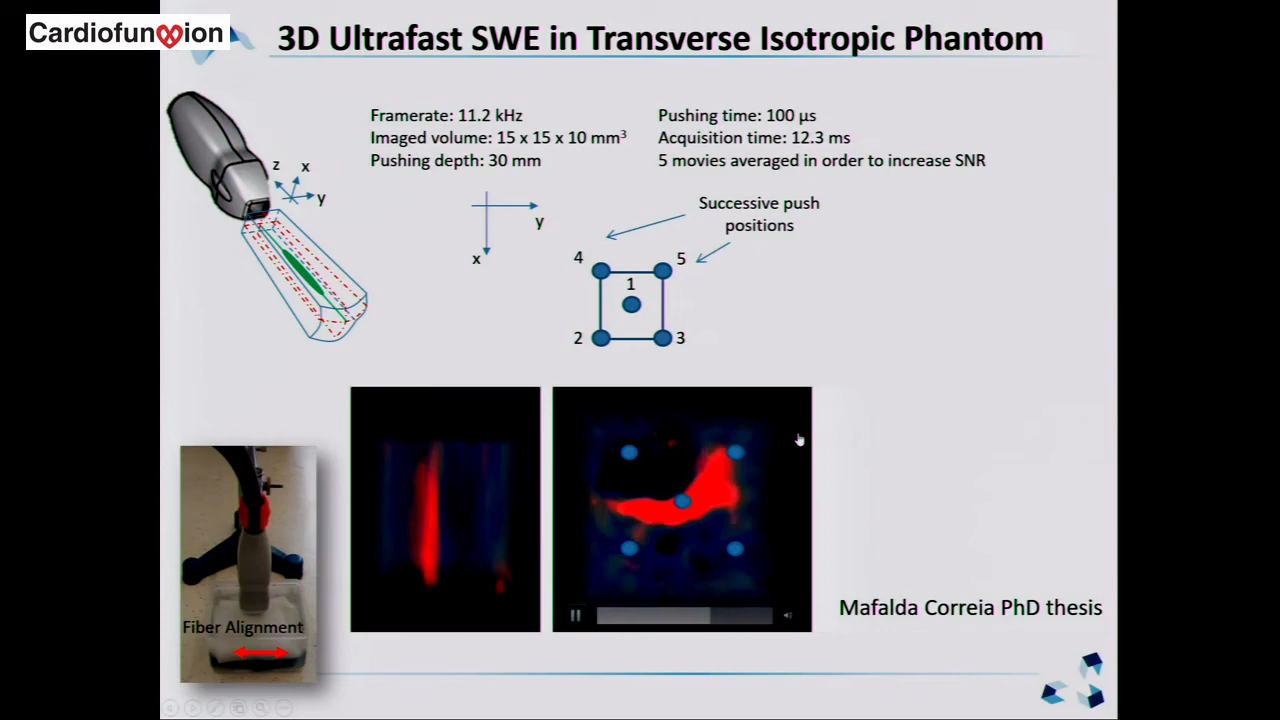 Cardiofunxion
3D Ultrafast SWE in Transverse Isotropic Phantom
Framerate: 11.2 kHz
Imaged volume: 15 x 15 x 10 mm³
Pushing depth: 30 mm
Pushing time: 100 µs
Acquisition time: 12.3 ms
5 movies averaged in order to increase SNR
z x
y
y
x
Successive push
positions
4 5
1
2 3
Fiber Alignment
Mafalda Correia PhD thesis